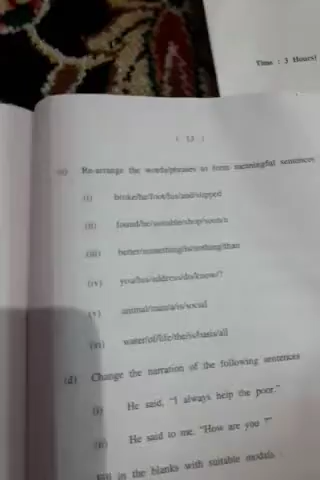 Time : 3 Hours]
( 53 )
(c) Re-arrange the words/phrases to form meaningful sentences
(i) broke/he/foot/his/and/slipped
(ii) found/he/suitable/shop/soon/a
(iii) better/something/is/nothing/than
(iv) you/his/address/do/know/?
(v) animal/man/a/is/social
(vi) water/of/life/the/is/basis/all
(d) Change the narration of the following sentences
(i) He said, “I always help the poor.”
(ii) He said to me, “How are you ?”
Fill in the blanks with suitable modals :